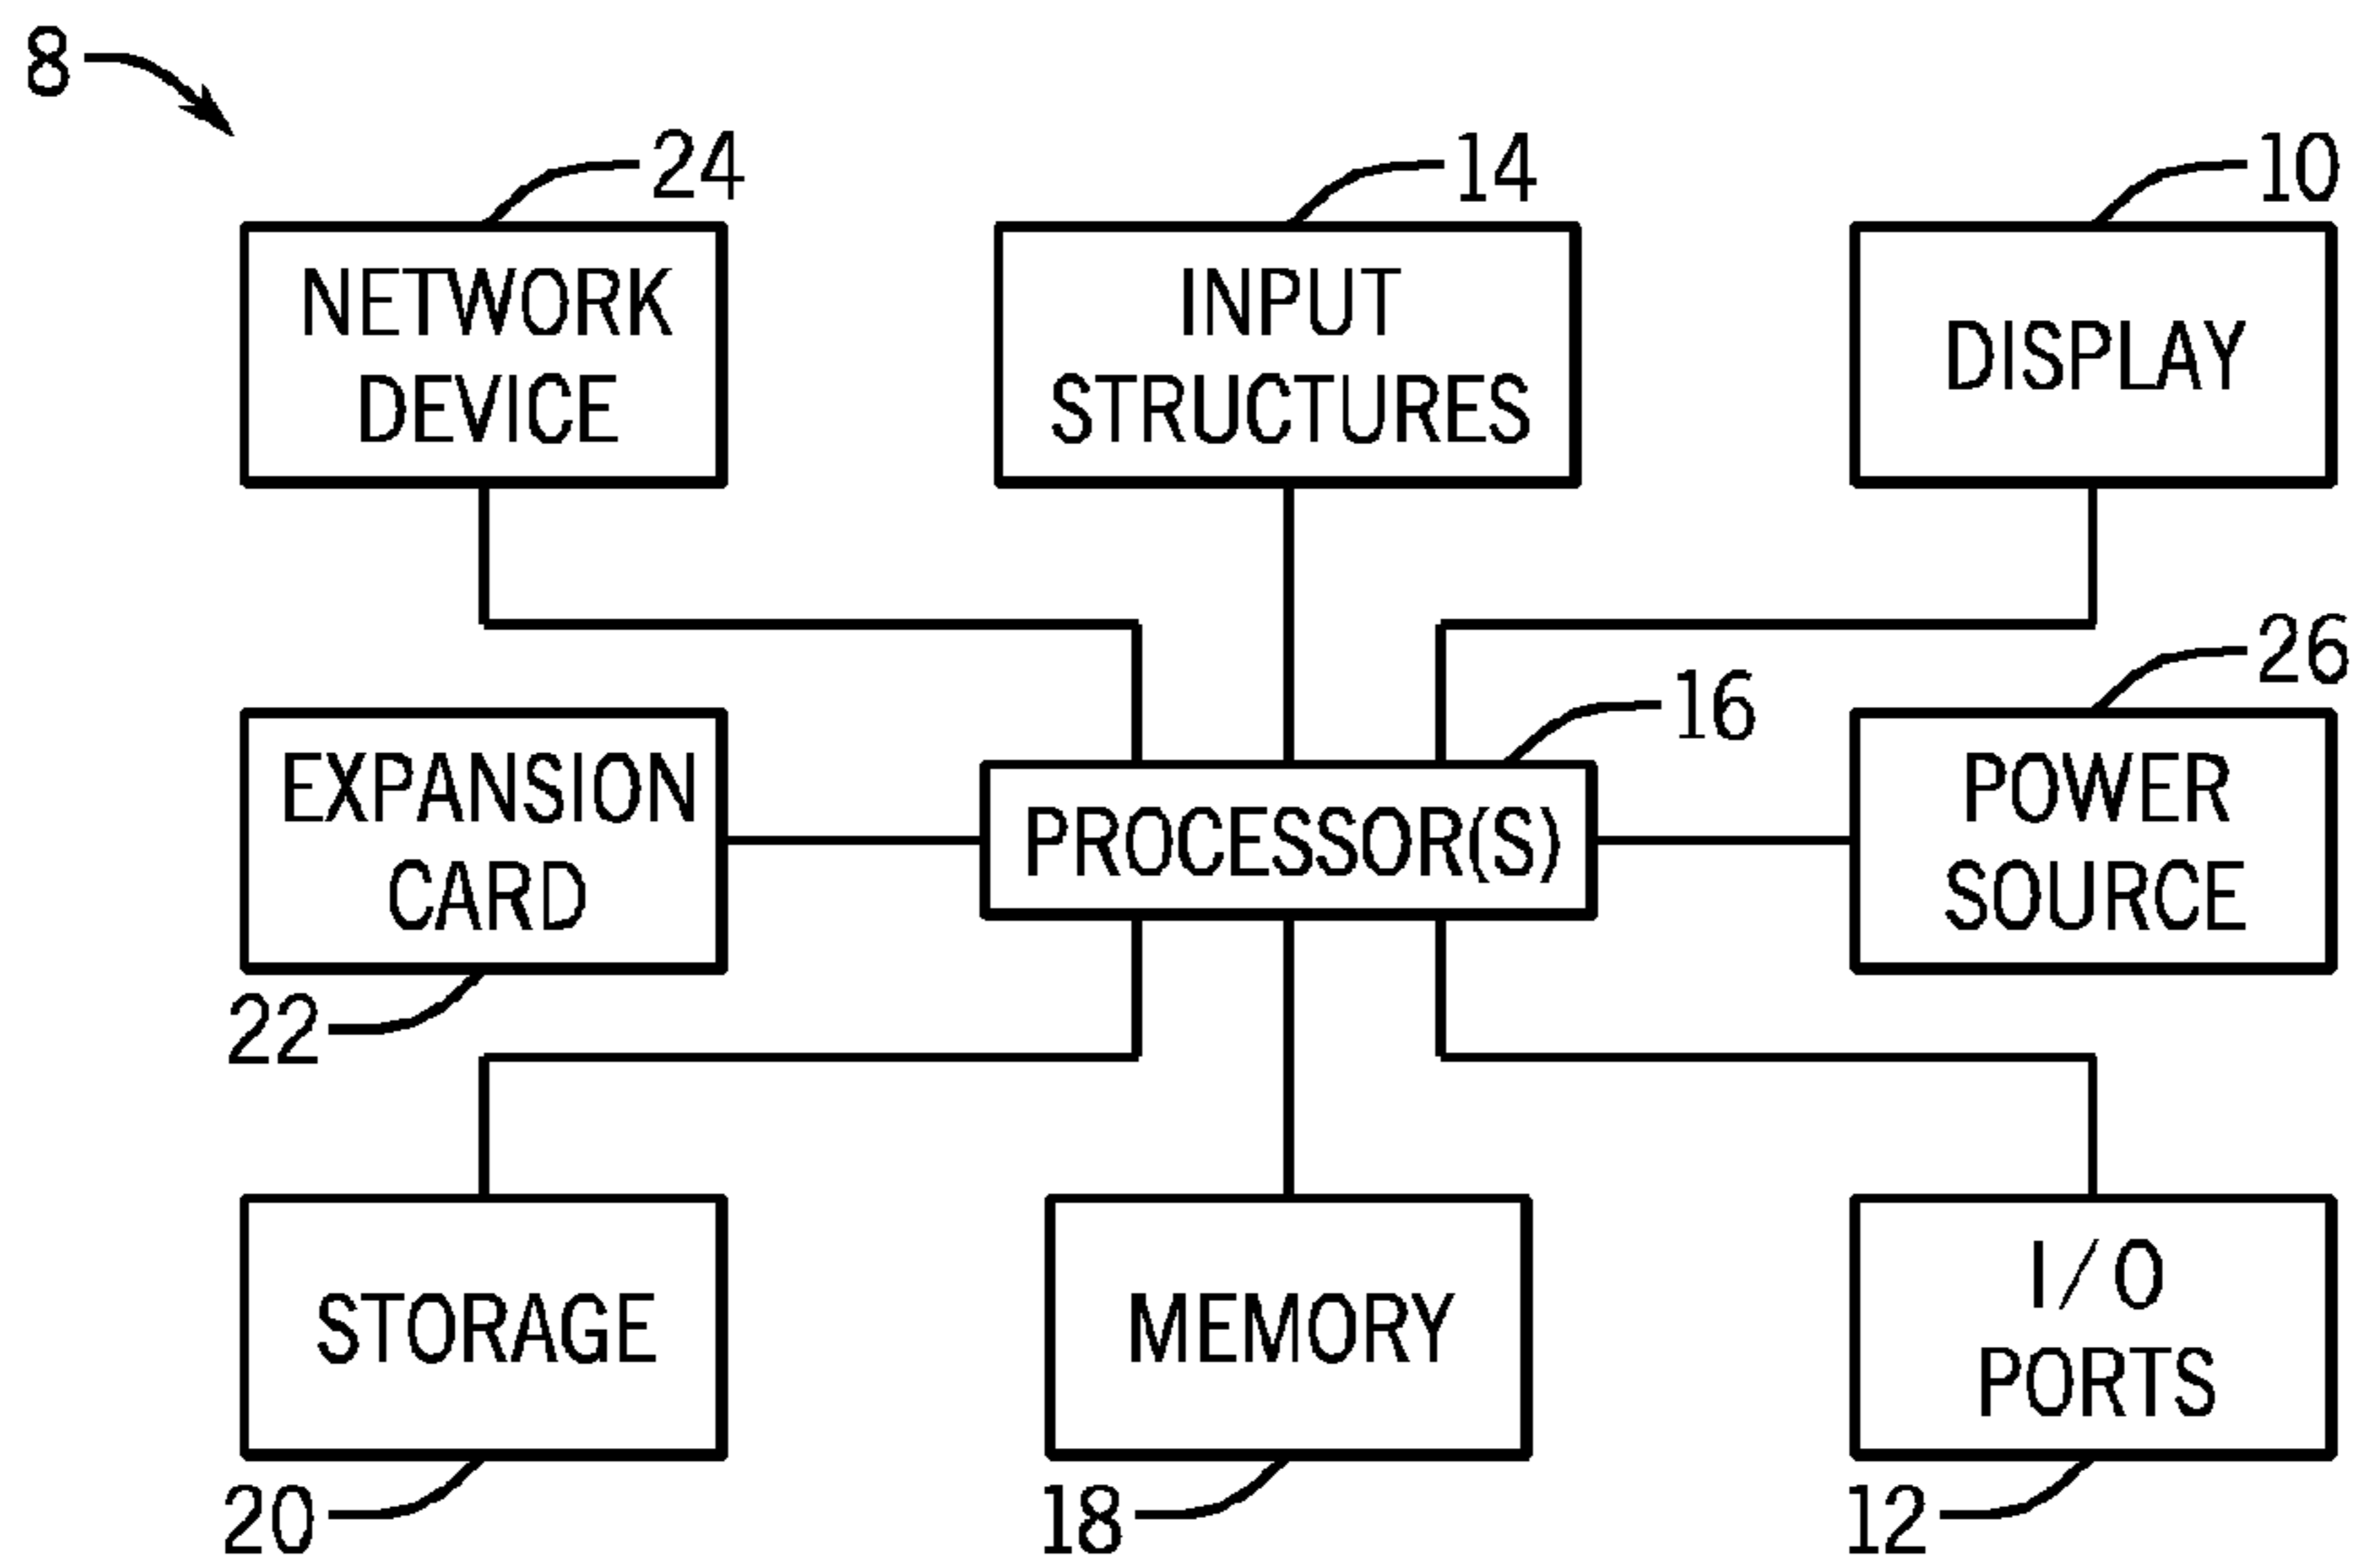 8
24
14
10
NETWORK
DEVICE
INPUT
STRUCTURES
DISPLAY
16
26
EXPANSION
CARD
PROCESSOR(S)
POWER
SOURCE
22
STORAGE
MEMORY
I/O
PORTS
20
18
12